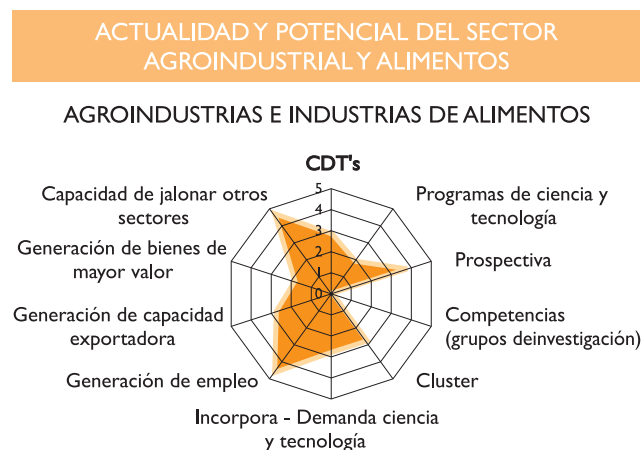 ACTUALIDAD Y POTENCIAL DEL SECTOR
AGROINDUSTRIAL Y ALIMENTOS
AGROINDUSTRIAS E INDUSTRIAS DE ALIMENTOS
CDT's
5
4
3
2
1
0
Programas de ciencia y
tecnología
Prospectiva
Competencias
(grupos deinvestigación)
Cluster
Incorpora - Demanda ciencia
y tecnología
Generación de empleo
Generación de capacidad
exportadora
Generación de bienes de
mayor valor
Capacidad de jalonar otros
sectores